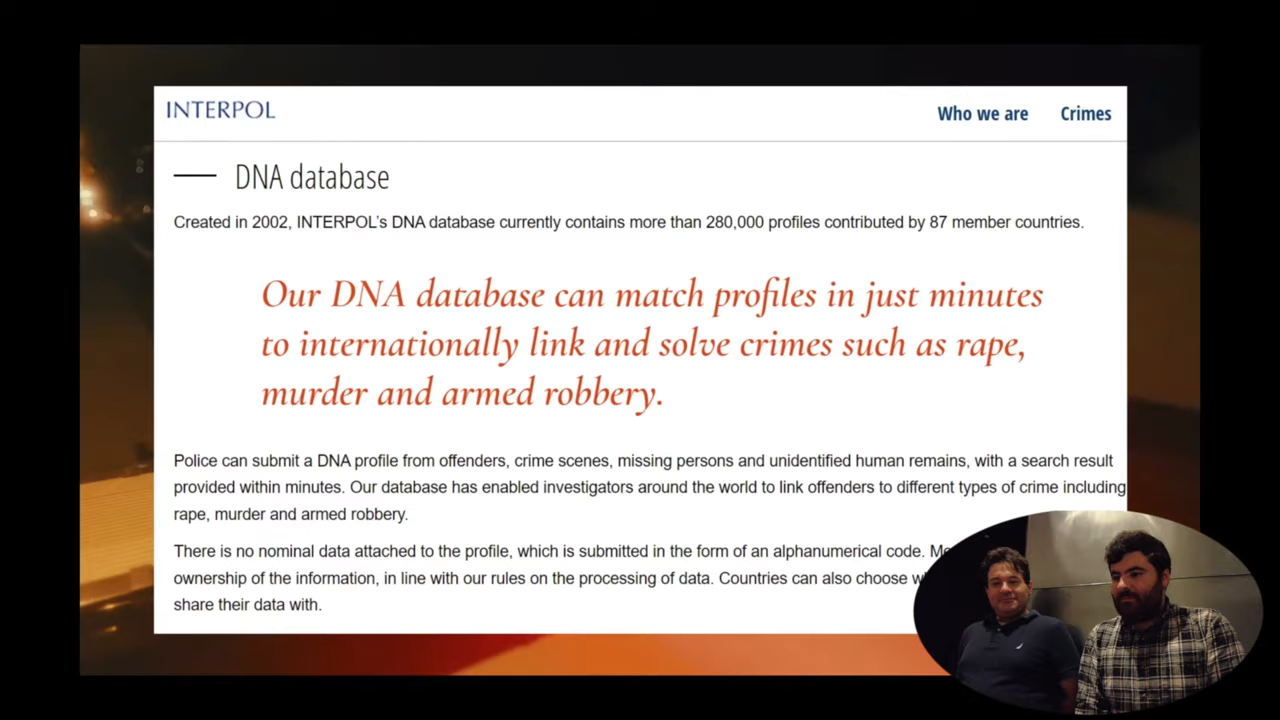 INTERPOL
Who we are Crimes
DNA database
Created in 2002, INTERPOL's DNA database currently contains more than 280,000 profiles contributed by 87 member countries.
Our DNA database can match profiles in just minutes
to internationally link and solve crimes such as rape,
murder and armed robbery.
Police can submit a DNA profile from offenders, crime scenes, missing persons and unidentified human remains, with a search result
provided within minutes. Our database has enabled investigators around the world to link offenders to different types of crime including
rape, murder and armed robbery.
There is no nominal data attached to the profile, which is submitted in the form of an alphanumerical code.
ownership of the information, in line with our rules on the processing of data. Countries can also choose
share their data with.